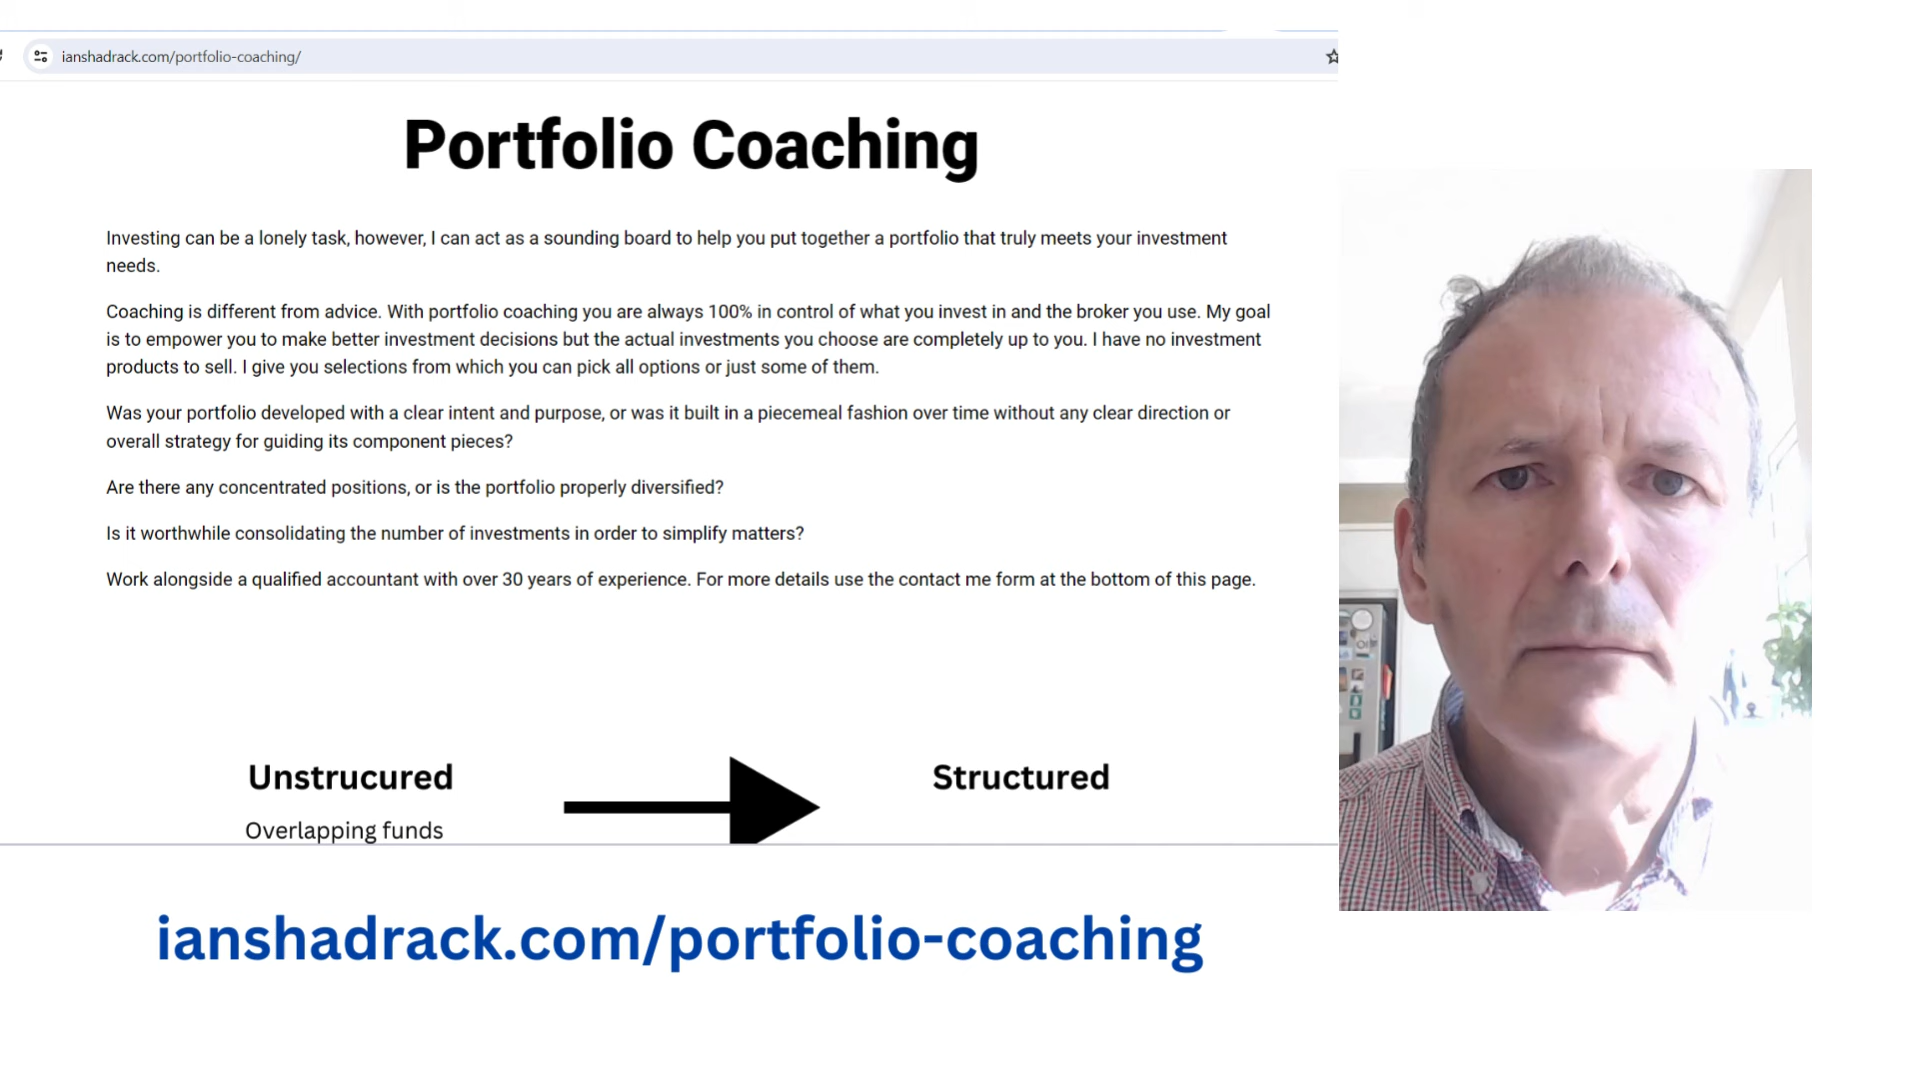 ianshadrack.com/portfolio-coaching/
Portfolio Coaching
Investing can be a lonely task, however, I can act as a sounding board to help you put together a portfolio that truly meets your investment
needs.
Coaching is different from advice. With portfolio coaching you are always 100% in control of what you invest in and the broker you use. My goal
is to empower you to make better investment decisions but the actual investments you choose are completely up to you. I have no investment
products to sell. I give you selections from which you can pick all options or just some of them.
Was your portfolio developed with a clear intent and purpose, or was it built in a piecemeal fashion over time without any clear direction or
overall strategy for guiding its component pieces?
Are there any concentrated positions, or is the portfolio properly diversified?
Is it worthwhile consolidating the number of investments in order to simplify matters?
Work alongside a qualified accountant with over 30 years of experience. For more details use the contact me form at the bottom of this page.
Unstrucured
Structured
Overlapping funds
ianshadrack.com/portfolio-coaching